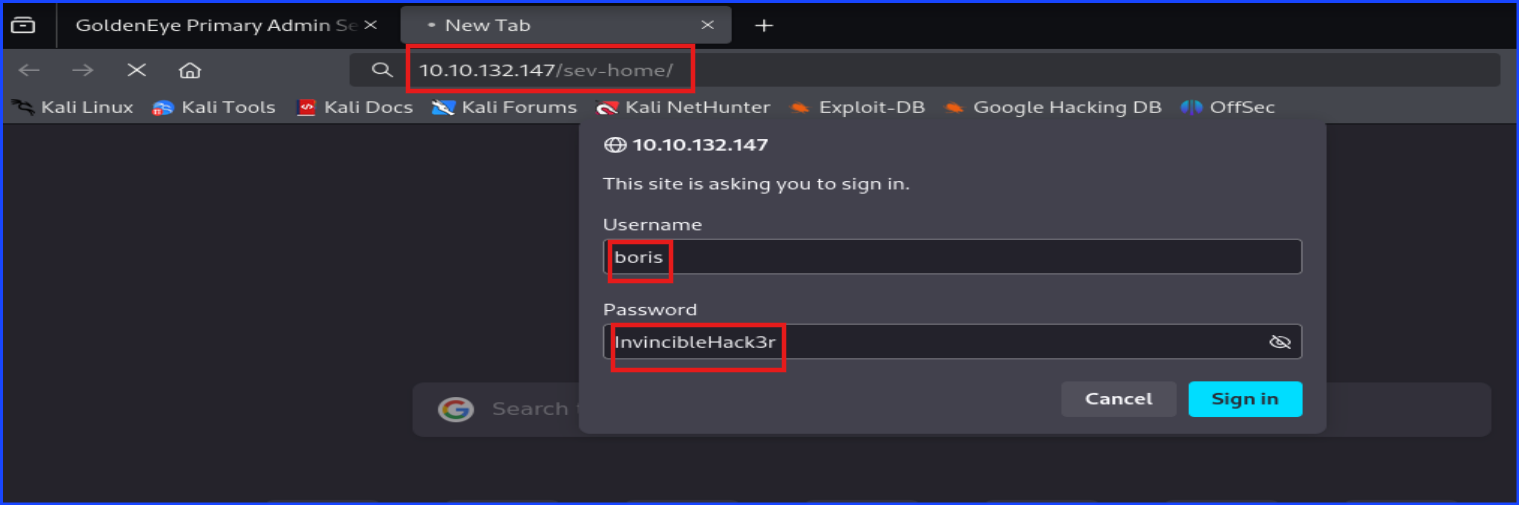 GoldenEye Primary Admin Se
New Tab
10.10.132.147/sev-home/
Kali Linux Kali Tools Kali Docs Kali Forums Kali NetHunter Exploit-DB Google Hacking DB OffSec
10.10.132.147
This site is asking you to sign in.
Username
boris
Password
InvincibleHack3r
Cancel Sign in
Search